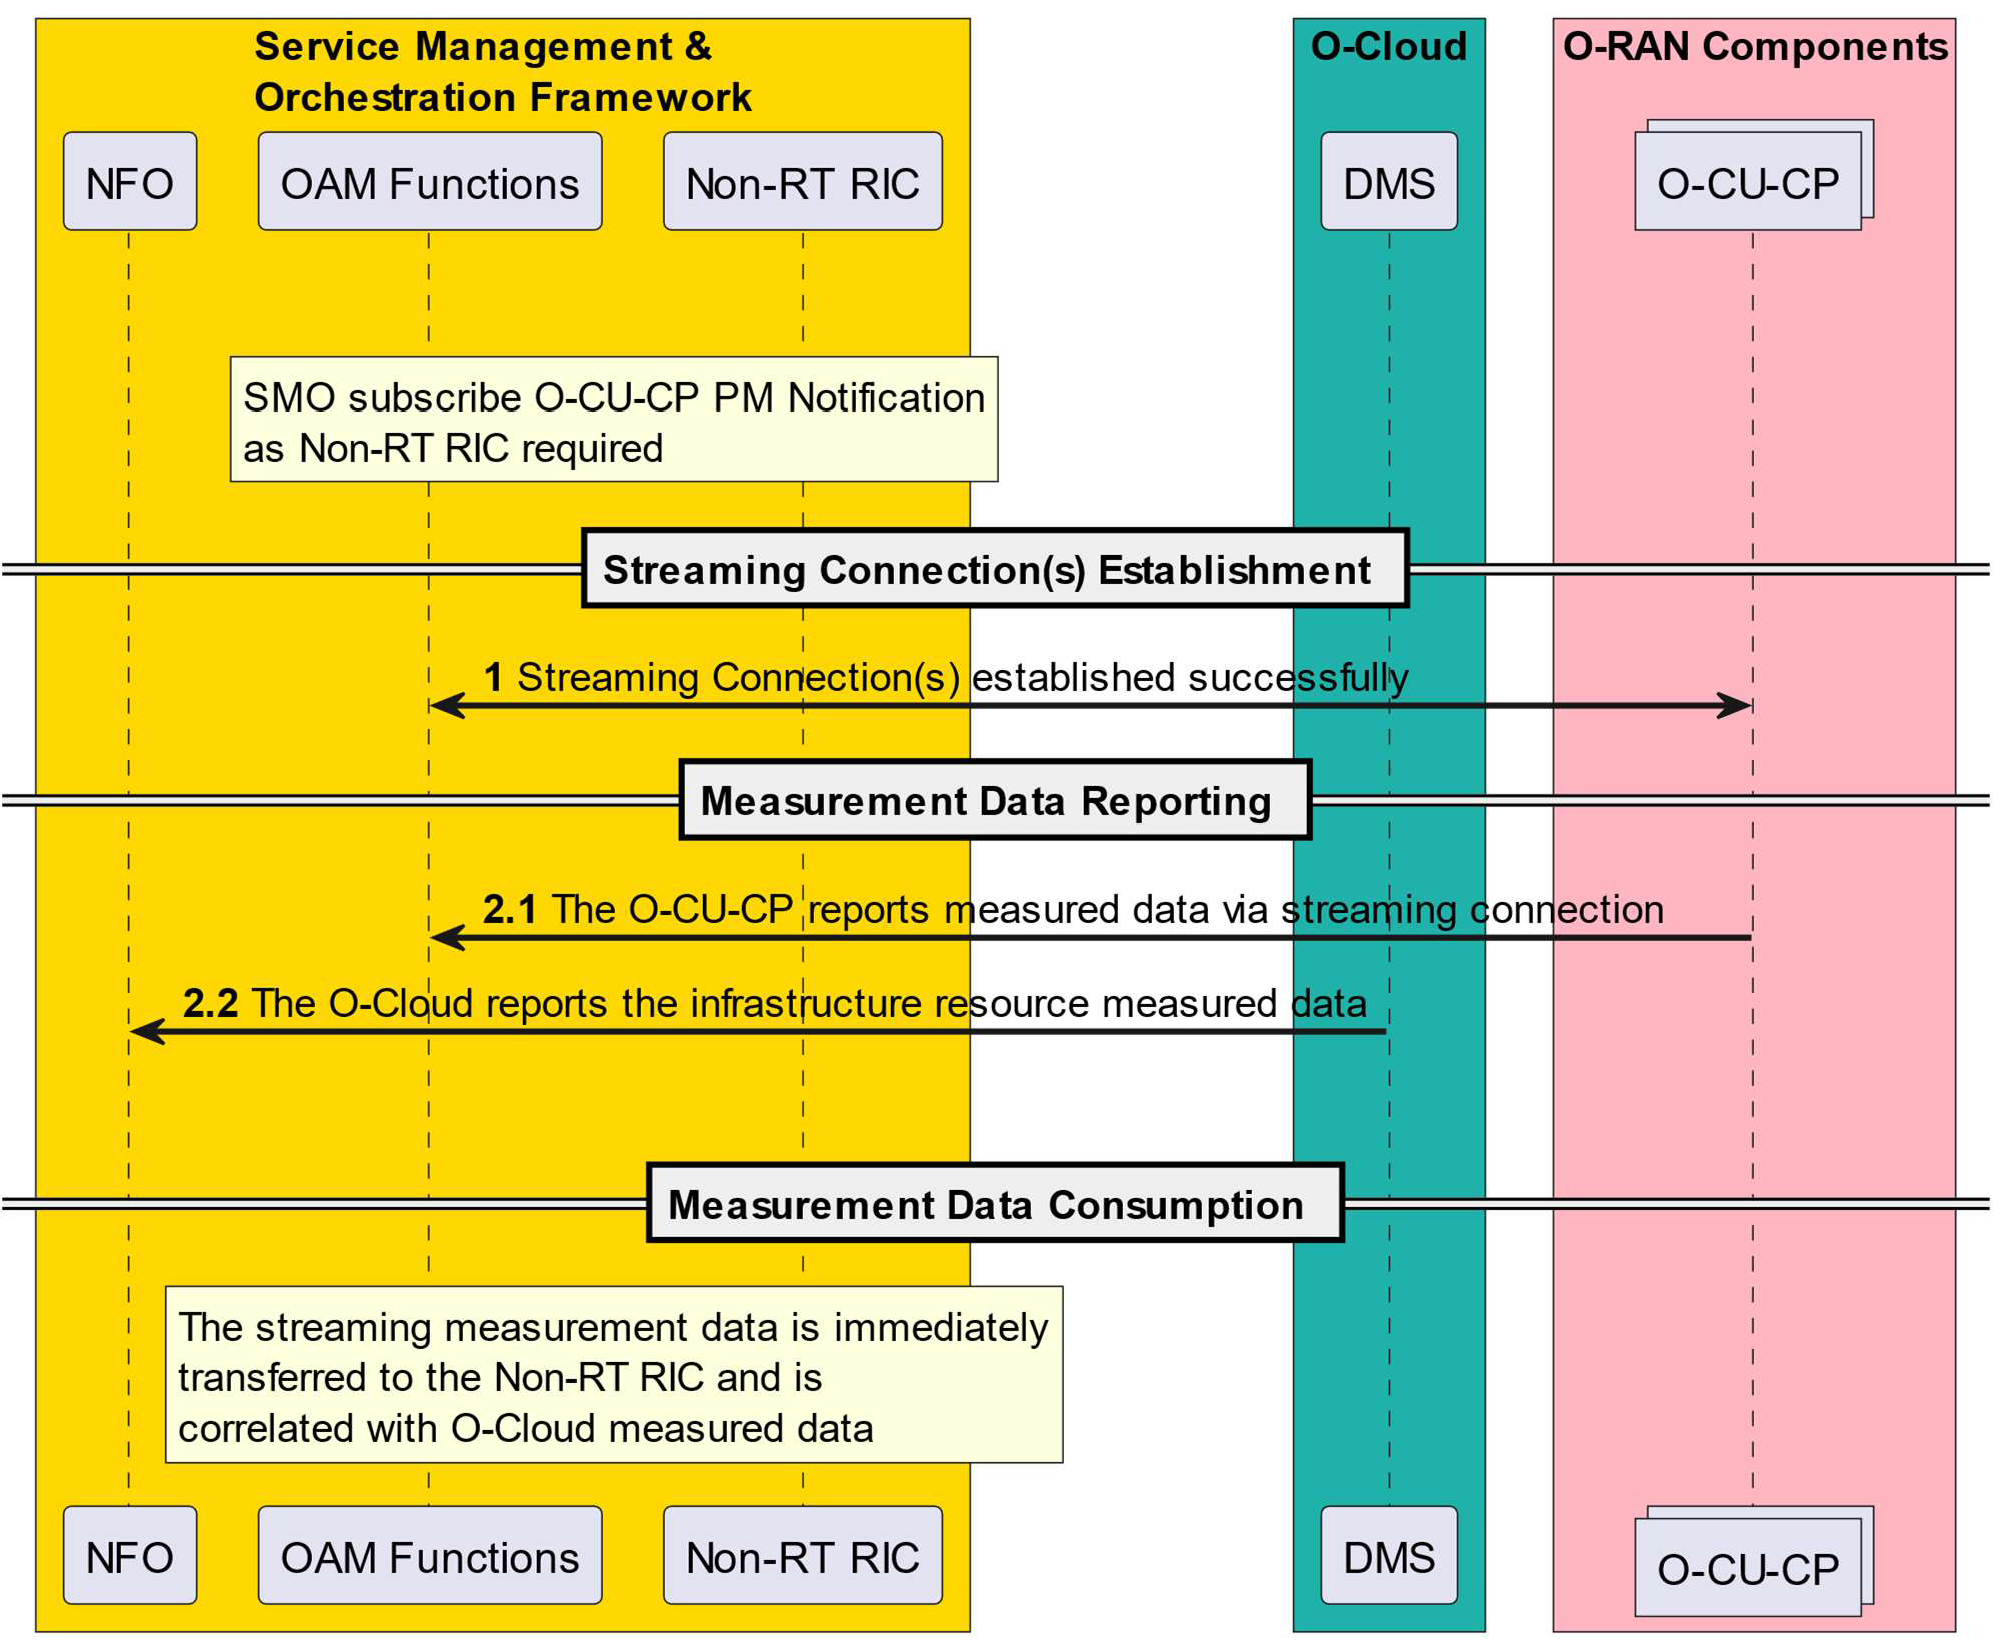 Service Management &
Orchestration Framework
O-Cloud
O-RAN Components
NFO
OAM Functions
Non-RT RIC
DMS
O-CU-CP
SMO subscribe O-CU-CP PM Notification
as Non-RT RIC required
Streaming Connection(s) Establishment
1 Streaming Connection(s) established successfully
Measurement Data Reporting
2.1 The O-CU-CP reports measured data via streaming connection
2.2 The O-Cloud reports the infrastructure resource measured data
Measurement Data Consumption
The streaming measurement data is immediately
transferred to the Non-RT RIC and is
correlated with O-Cloud measured data
NFO
OAM Functions
Non-RT RIC
DMS
O-CU-CP